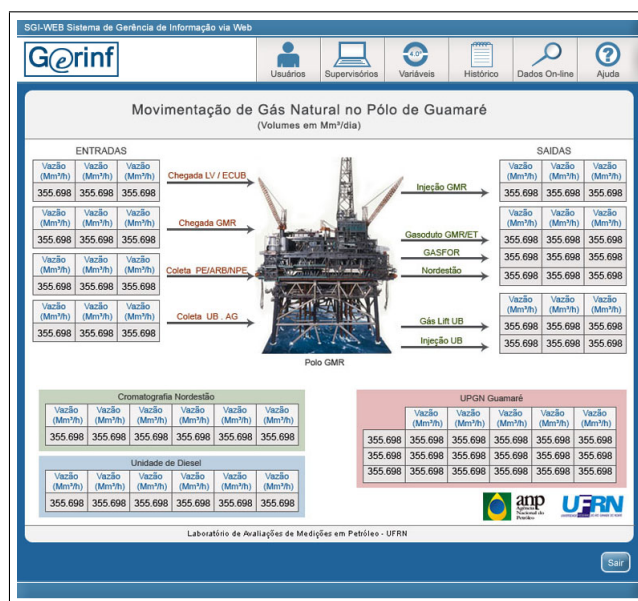 SGI-WEB Sistema de Gerência de Informação via Web
Gerinf
Usuários Supervisórios Variáveis Histórico Dados On-line Ajuda
4.0°
Movimentação de Gás Natural no Pólo de Guamaré
(Volumes em Mm³/dia)
ENTRADAS
Vazão (Mm³/h) Vazão (Mm³/h) Vazão (Mm³/h)
355.698 355.698 355.698
Vazão (Mm³/h) Vazão (Mm³/h) Vazão (Mm³/h)
355.698 355.698 355.698
Vazão (Mm³/h) Vazão (Mm³/h) Vazão (Mm³/h)
355.698 355.698 355.698
Vazão (Mm³/h) Vazão (Mm³/h) Vazão (Mm³/h)
355.698 355.698 355.698
Chegada LV / ECUB
Chegada GMR
Coleta PE/ARB/NPE
Coleta UB . AG
Polo GMR
Injeção GMR
Gasoduto GMR/ET
GASFOR
Nordestão
Gás Lift UB
Injeção UB
SAIDAS
Vazão (Mm³/h) Vazão (Mm³/h) Vazão (Mm³/h)
355.698 355.698 355.698
Vazão (Mm³/h) Vazão (Mm³/h) Vazão (Mm³/h)
355.698 355.698 355.698
355.698 355.698 355.698
355.698 355.698 355.698
Vazão (Mm³/h) Vazão (Mm³/h) Vazão (Mm³/h)
355.698 355.698 355.698
355.698 355.698 355.698
Cromatografia Nordestão
Vazão (Mm³/h) Vazão (Mm³/h) Vazão (Mm³/h) Vazão (Mm³/h) Vazão (Mm³/h) Vazão (Mm³/h)
355.698 355.698 355.698 355.698 355.698 355.698
Unidade de Diesel
Vazão (Mm³/h) Vazão (Mm³/h) Vazão (Mm³/h) Vazão (Mm³/h) Vazão (Mm³/h) Vazão (Mm³/h)
355.698 355.698 355.698 355.698 355.698 355.698
UPGN Guamaré
Vazão (Mm³/h) Vazão (Mm³/h) Vazão (Mm³/h) Vazão (Mm³/h) Vazão (Mm³/h)
355.698 355.698 355.698 355.698 355.698 355.698
355.698 355.698 355.698 355.698 355.698 355.698
355.698 355.698 355.698 355.698 355.698 355.698
anp
Agência
Nacional do
Petróleo
UFRN
Laboratório de Avaliações de Medições em Petróleo - UFRN
Sair